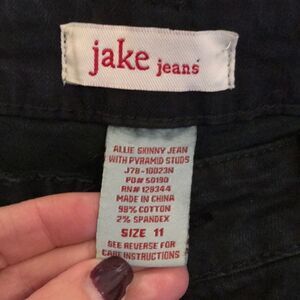 jake jeans
ALLIE SKINNY JEAN
WITH PYRAMID STUDS
J78-10023N
PO# 50190
RN# 129344
MADE IN CHINA
98% COTTON
2% SPANDEX
SIZE 11
SEE REVERSE FOR
CARE INSTRUCTIONS